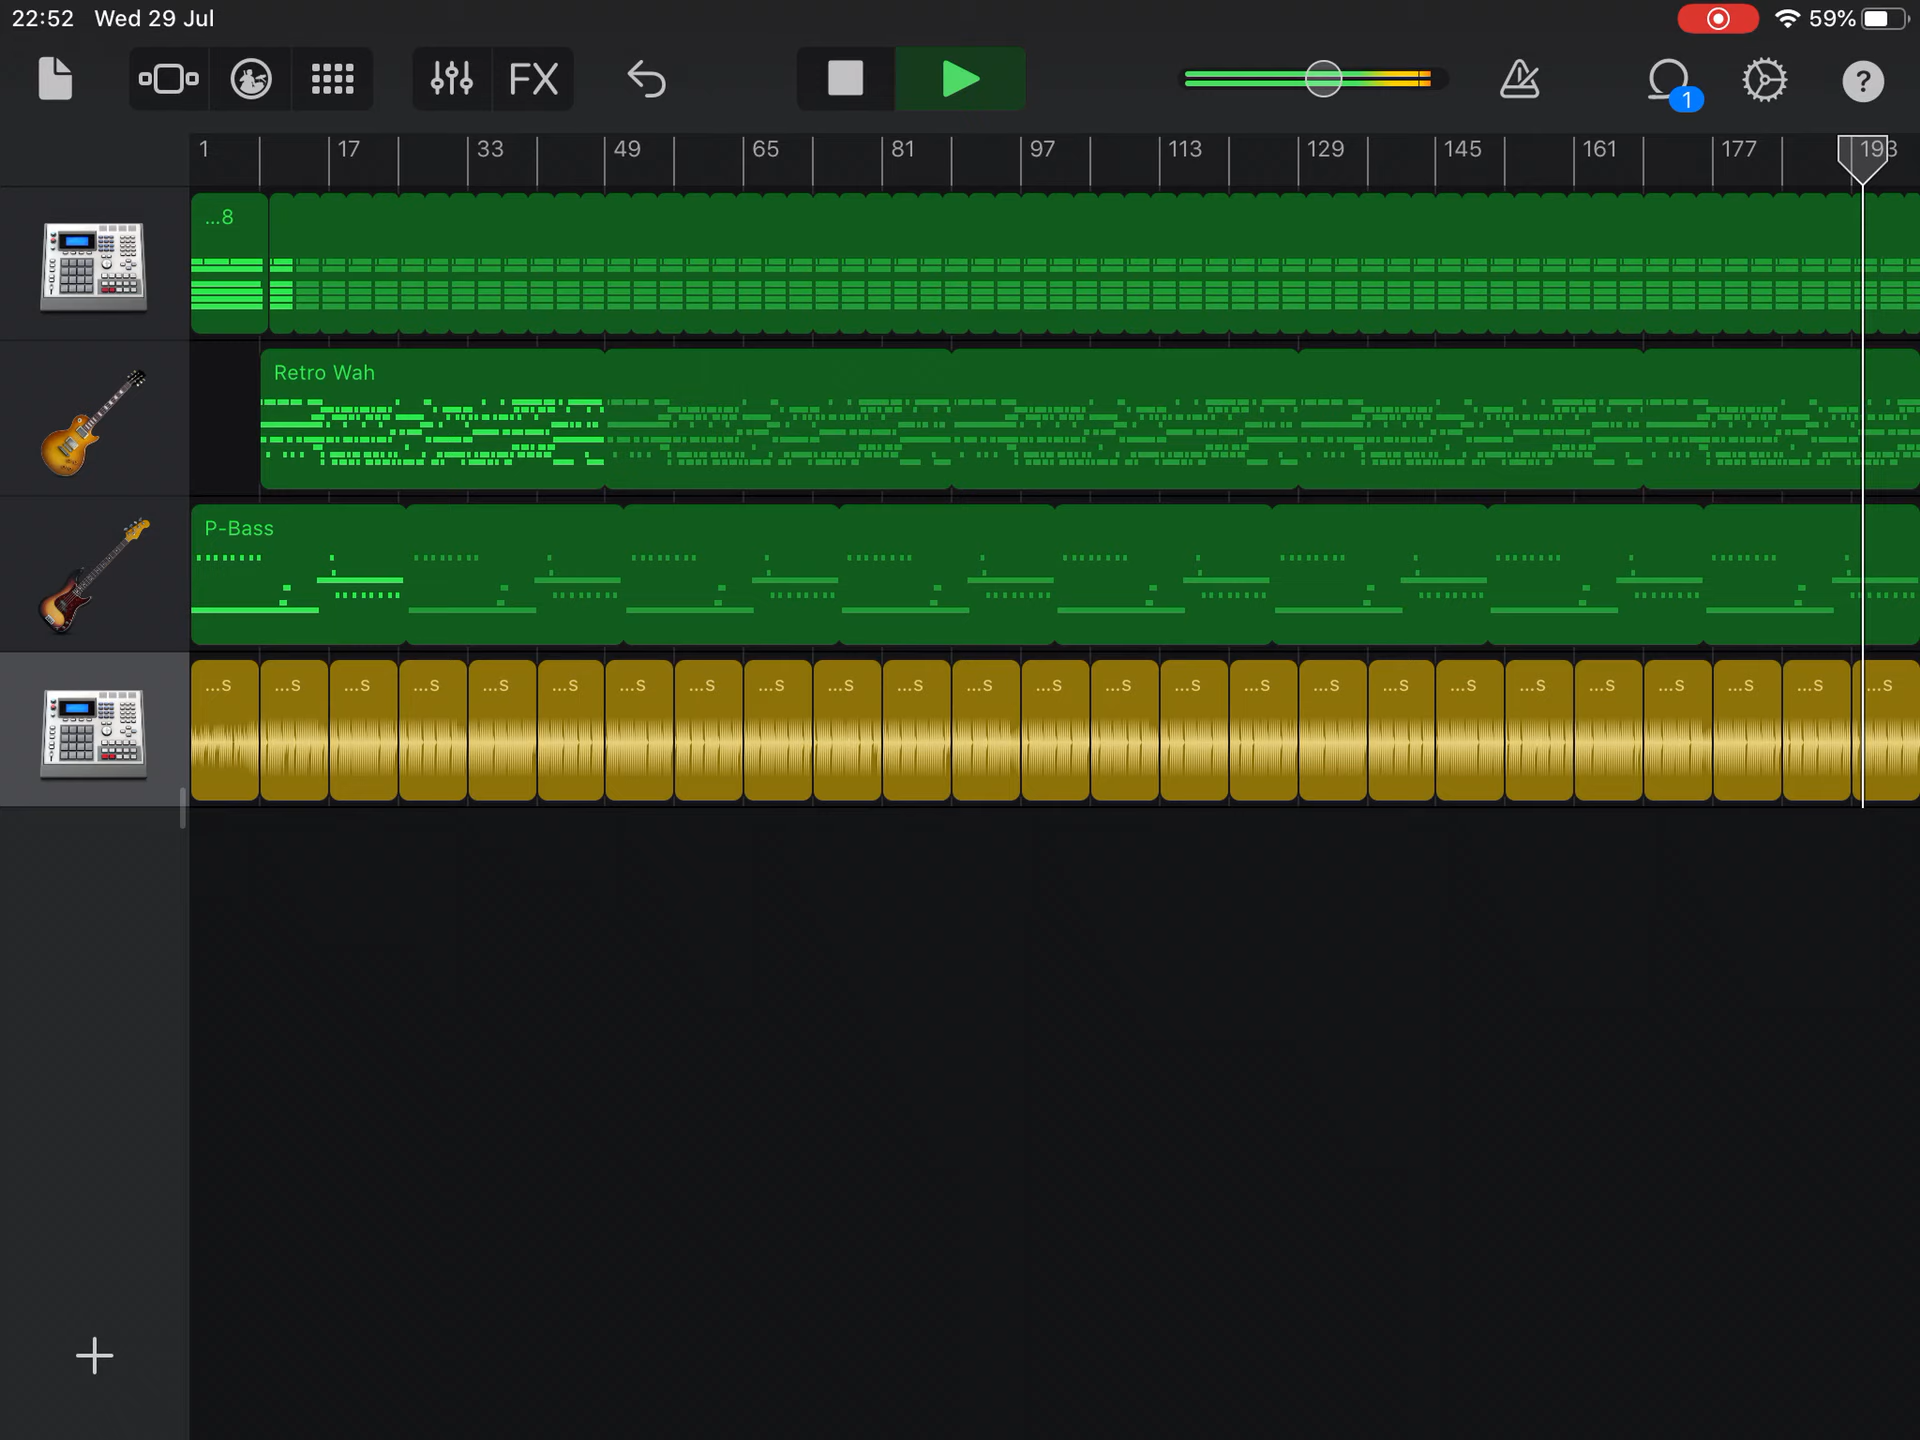 22:52 Wed 29 Jul 59%
FX 1 ?
1 17 33 49 65 81 97 113 129 145 161 177 193
...8
Retro Wah
P-Bass
...s ...s ...s ...s ...s ...s ...s ...s ...s ...s ...s ...s ...s ...s ...s ...s ...s ...s ...s ...s ...s ...s ...s ...s ...s